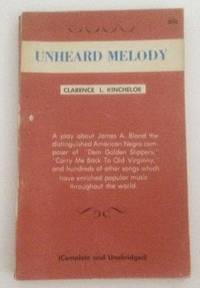 UNHEARD MELODY
CLARENCE L. KINCHELOE
A play about James A. Bland the
distinguished American Negro com-
poser of "Dem Golden Slippers,"
"Carry Me Back To Old Virginny,
and hundreds of other songs which
have enriched popular music
throughout the world.
(Complete and Unabridged)